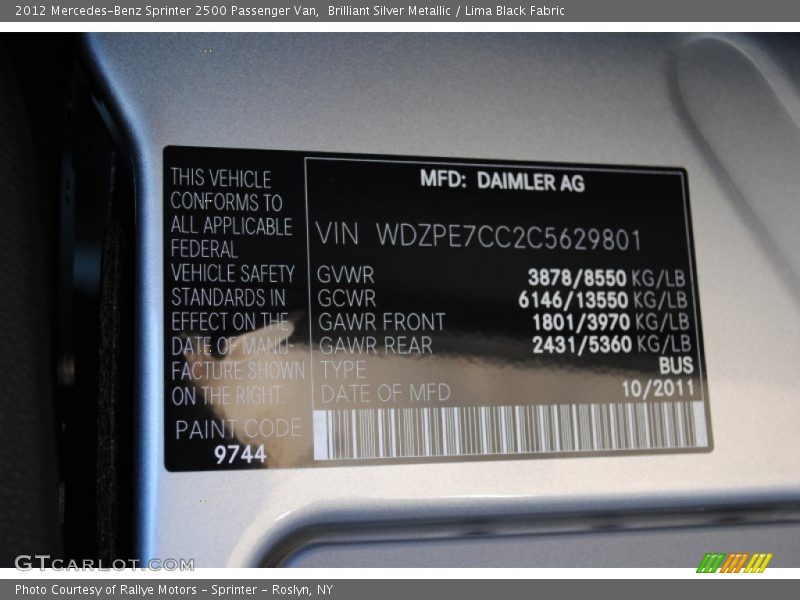 2012 Mercedes-Benz Sprinter 2500 Passenger Van,  Brilliant Silver Metallic / Lima Black Fabric
THIS VEHICLE
CONFORMS TO
ALL APPLICABLE
FEDERAL
VEHICLE SAFETY
STANDARDS IN
EFFECT ON THE
DATE OF MANU-
FACTURE SHOWN
ON THE RIGHT.
PAINT CODE
9744
MFD: DAIMLER AG
VIN WDZPE7CC2C5629801
GVWR 3878/8550 KG/LB
GCWR 6146/13550 KG/LB
GAWR FRONT 1801/3970 KG/LB
GAWR REAR 2431/5360 KG/LB
TYPE BUS
DATE OF MFD 10/2011
GTCARLOT.COM
Photo Courtesy of Rallye Motors - Sprinter - Roslyn, NY